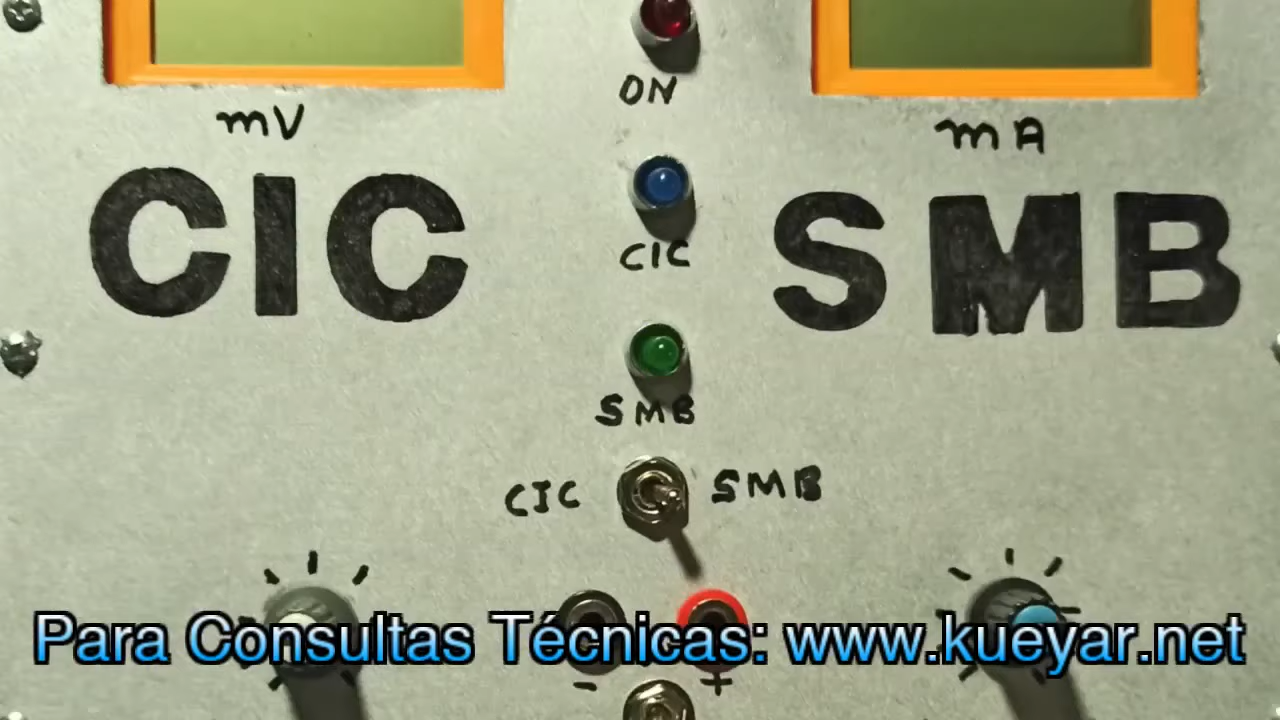 ON
mV
mA
CIC
CIC
SMB
SMB
CIC
SMB
Para Consultas Técnicas: www.kueyar.net
- +